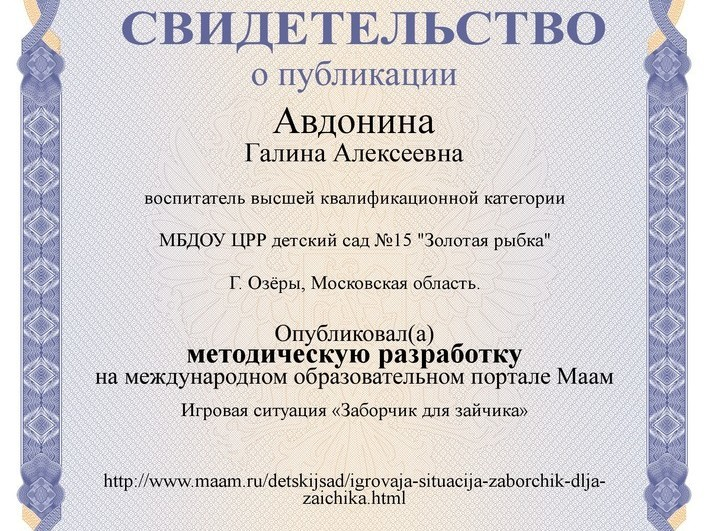 СВИДЕТЕЛЬСТВО
о публикации
Авдонина
Галина Алексеевна
воспитатель высшей квалификационной категории
МБДОУ ЦРР детский сад №15 "Золотая рыбка"
Г. Озёры, Московская область.
Опубликовал(а)
методическую разработку
на международном образовательном портале Маам
Игровая ситуация «Заборчик для зайчика»
http://www.maam.ru/detskijsad/igrovaja-situacija-zaborchik-dlja-
zaichika.html